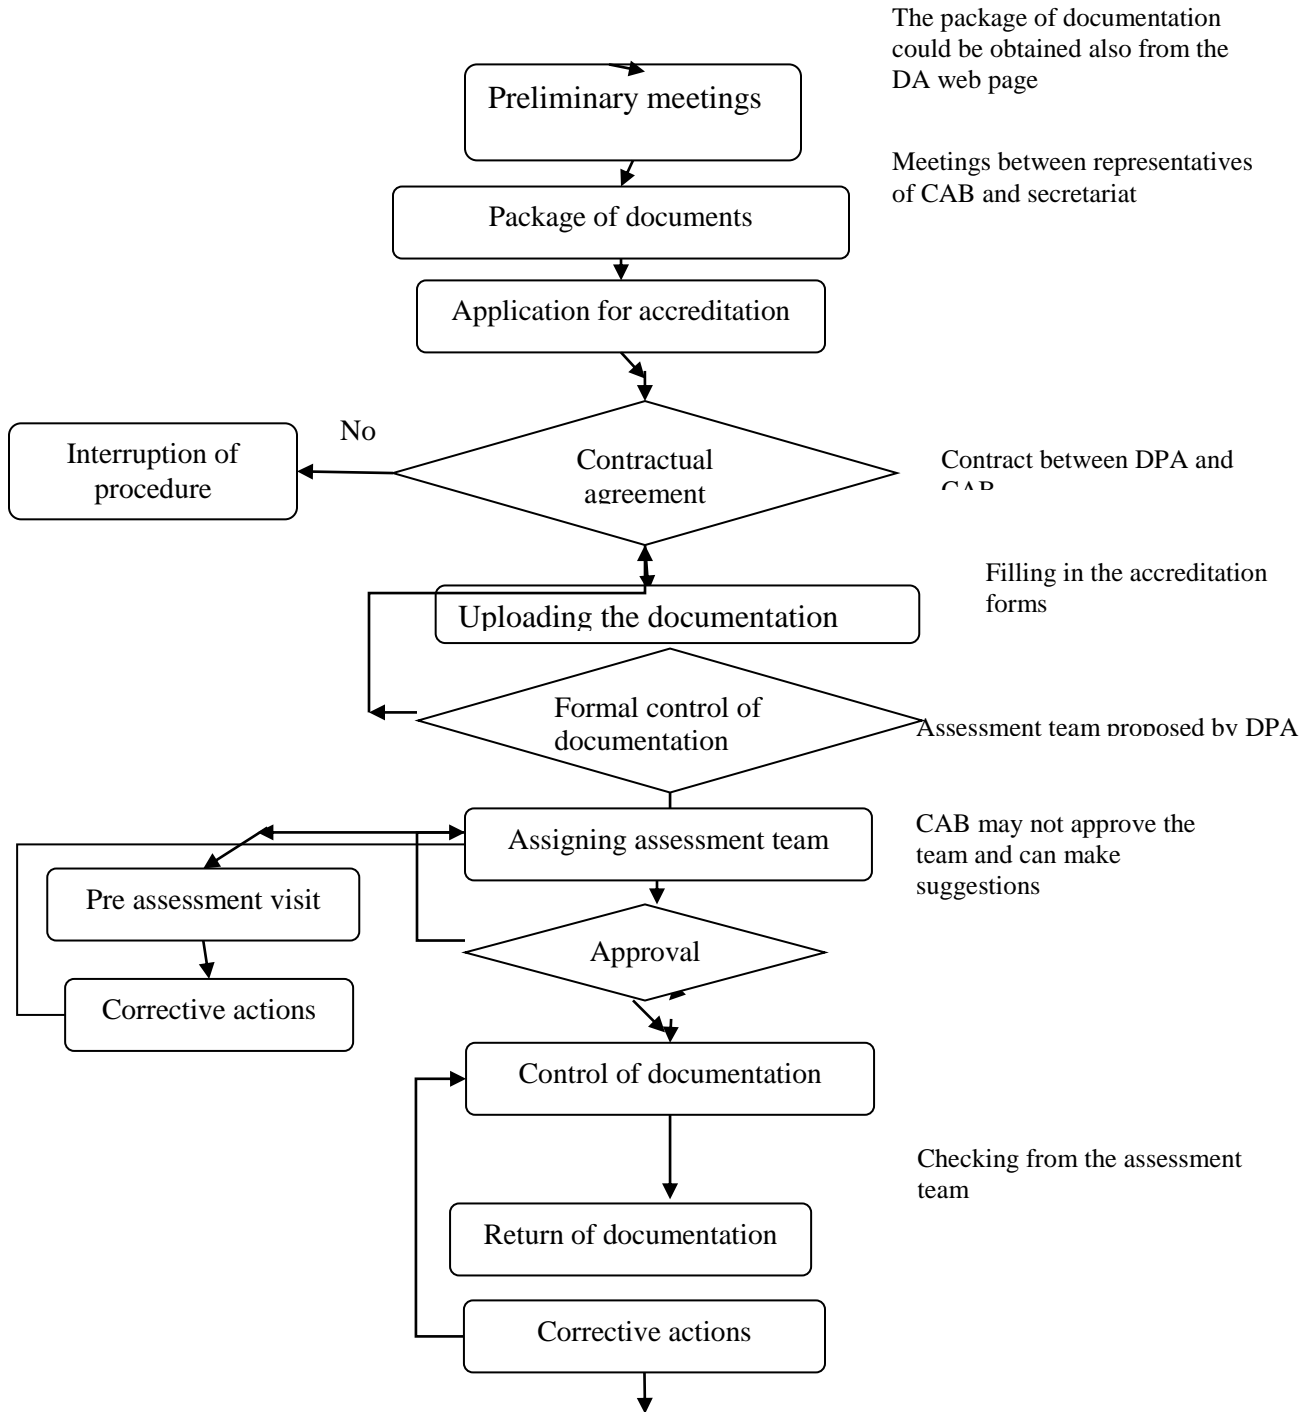 The package of documentation
could be obtained also from the
DA web page
Preliminary meetings
Meetings between representatives
of CAB and secretariat
Package of documents
Application for accreditation
No
Interruption of
procedure
Contractual
agreement
Contract between DPA and
CAB
Filling in the accreditation
forms
Uploading the documentation
Formal control of
documentation
Assessment team proposed by DPA
CAB may not approve the
team and can make
suggestions
Assigning assessment team
Pre assessment visit
Approval
Corrective actions
Control of documentation
Checking from the assessment
team
Return of documentation
Corrective actions